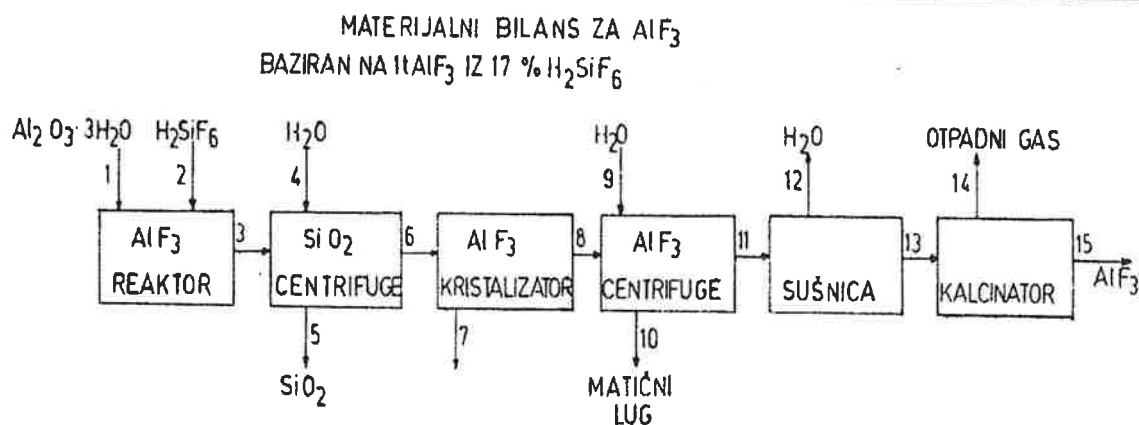 MATERIJALNI BILANS ZA AlF₃
BAZIRAN NA 1tAlF₃ IZ 17 % H₂SiF₆
Al₂O₃·3H₂O H₂SiF₆ H₂O H₂O H₂O OTPADNI GAS
1 2 4 9 12 14
AlF₃ 3 SiO₂ 6 AlF₃ 8 AlF₃ 11 13 15
REAKTOR CENTRIFUGE KRISTALIZATOR CENTRIFUGE SUŠNICA KALCINATOR AlF₃
5 7 10
SiO₂ MATIČNI
LUG